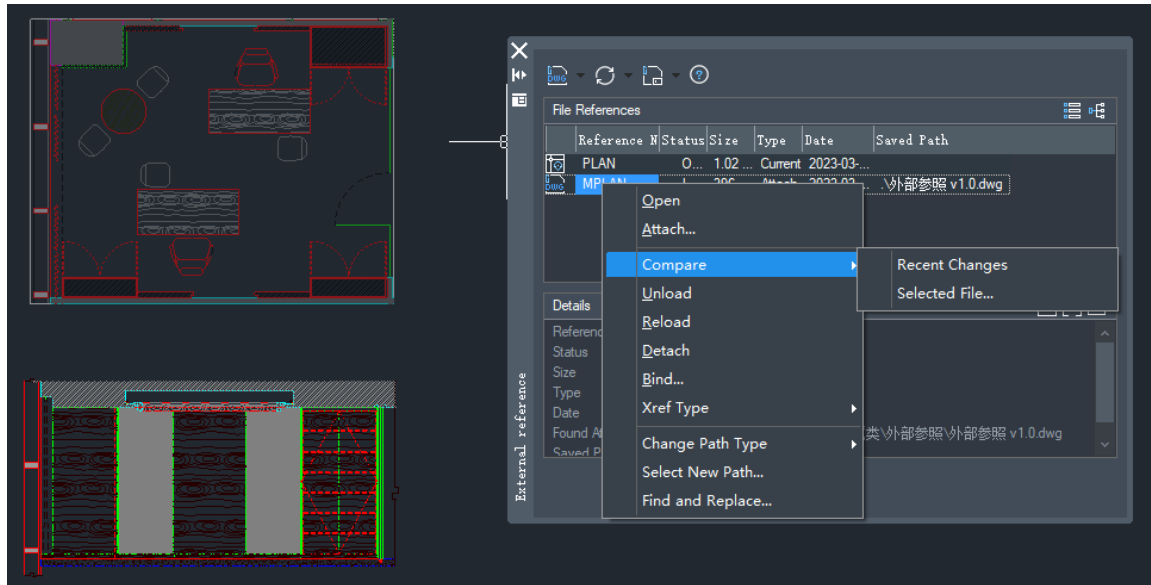 DWG
?
File References
Reference N Status Size Type Date Saved Path
PLAN O... 1.02 ... Current 2023-03-...
DWG MPLAN .\外部参照 v1.0.dwg
Open
Attach...
Compare
Recent Changes
Unload
Selected File...
Reload
Detach
Bind...
Xref Type
Change Path Type
Select New Path...
Find and Replace...
Details
Referenc
Status
Size
Type
Date
Found At
类\外部参照\外部参照 v1.0.dwg
Saved P
External reference